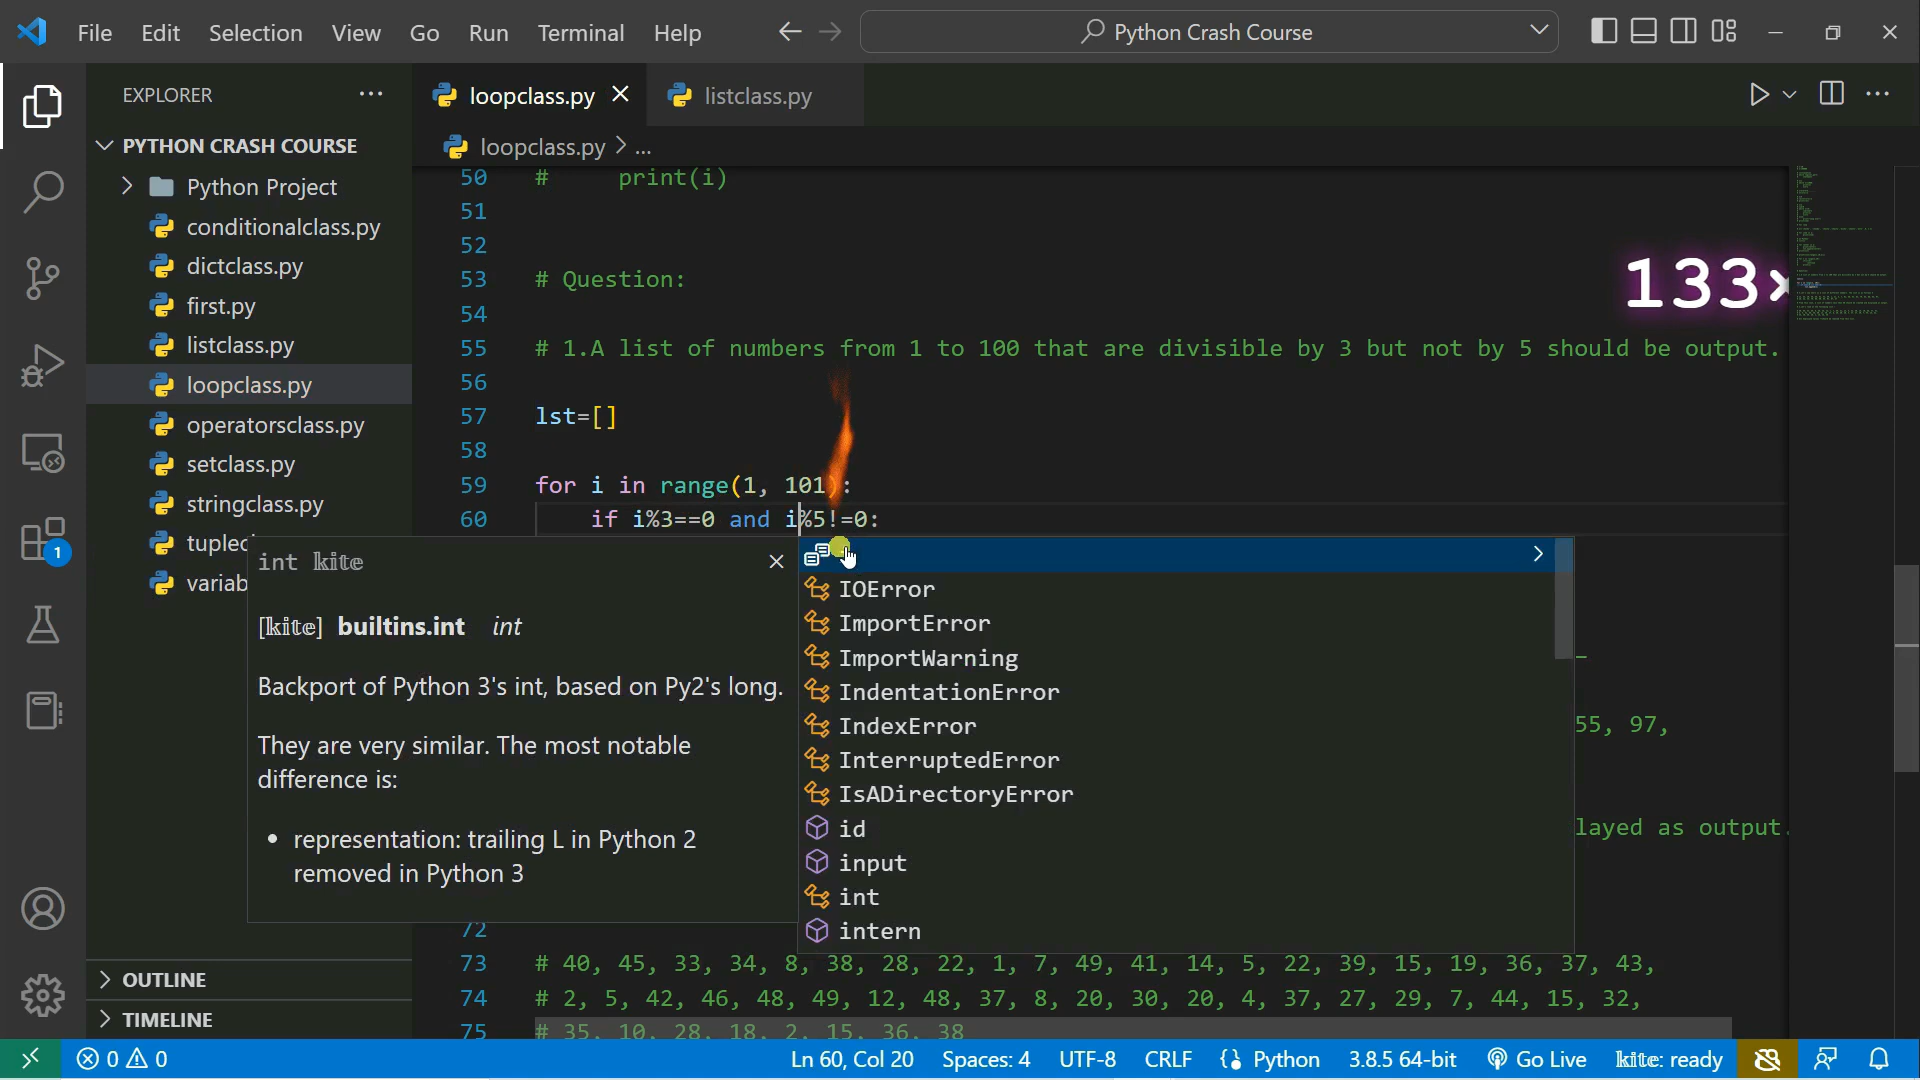 File Edit Selection View Go Run Terminal Help
Python Crash Course
EXPLORER
PYTHON CRASH COURSE
Python Project
conditionalclass.py
dictclass.py
first.py
listclass.py
loopclass.py
operatorsclass.py
setclass.py
stringclass.py
tuplec
variab
OUTLINE
TIMELINE
1
loopclass.py
listclass.py
loopclass.py > ...
50 # print(i)
51
52
53 # Question:
54
55 # 1.A list of numbers from 1 to 100 that are divisible by 3 but not by 5 should be output.
56
57 lst=[]
58
59 for i in range(1, 101):
60 if i%3==0 and i%5!=0:
133×
int kite
[kite] builtins.int int
Backport of Python 3's int, based on Py2's long.
They are very similar. The most notable
difference is:
• representation: trailing L in Python 2
removed in Python 3
IOError
ImportError
ImportWarning
IndentationError
IndexError
InterruptedError
IsADirectoryError
id
input
int
intern
55, 97,
layed as output.
72
73 # 40, 45, 33, 34, 8, 38, 28, 22, 1, 7, 49, 41, 14, 5, 22, 39, 15, 19, 36, 37, 43,
74 # 2, 5, 42, 46, 48, 49, 12, 48, 37, 8, 20, 30, 20, 4, 37, 27, 29, 7, 44, 15, 32,
75 # 35, 10, 28, 18, 2, 15, 36, 38
0 0 Ln 60, Col 20 Spaces: 4 UTF-8 CRLF Python 3.8.5 64-bit Go Live kite: ready